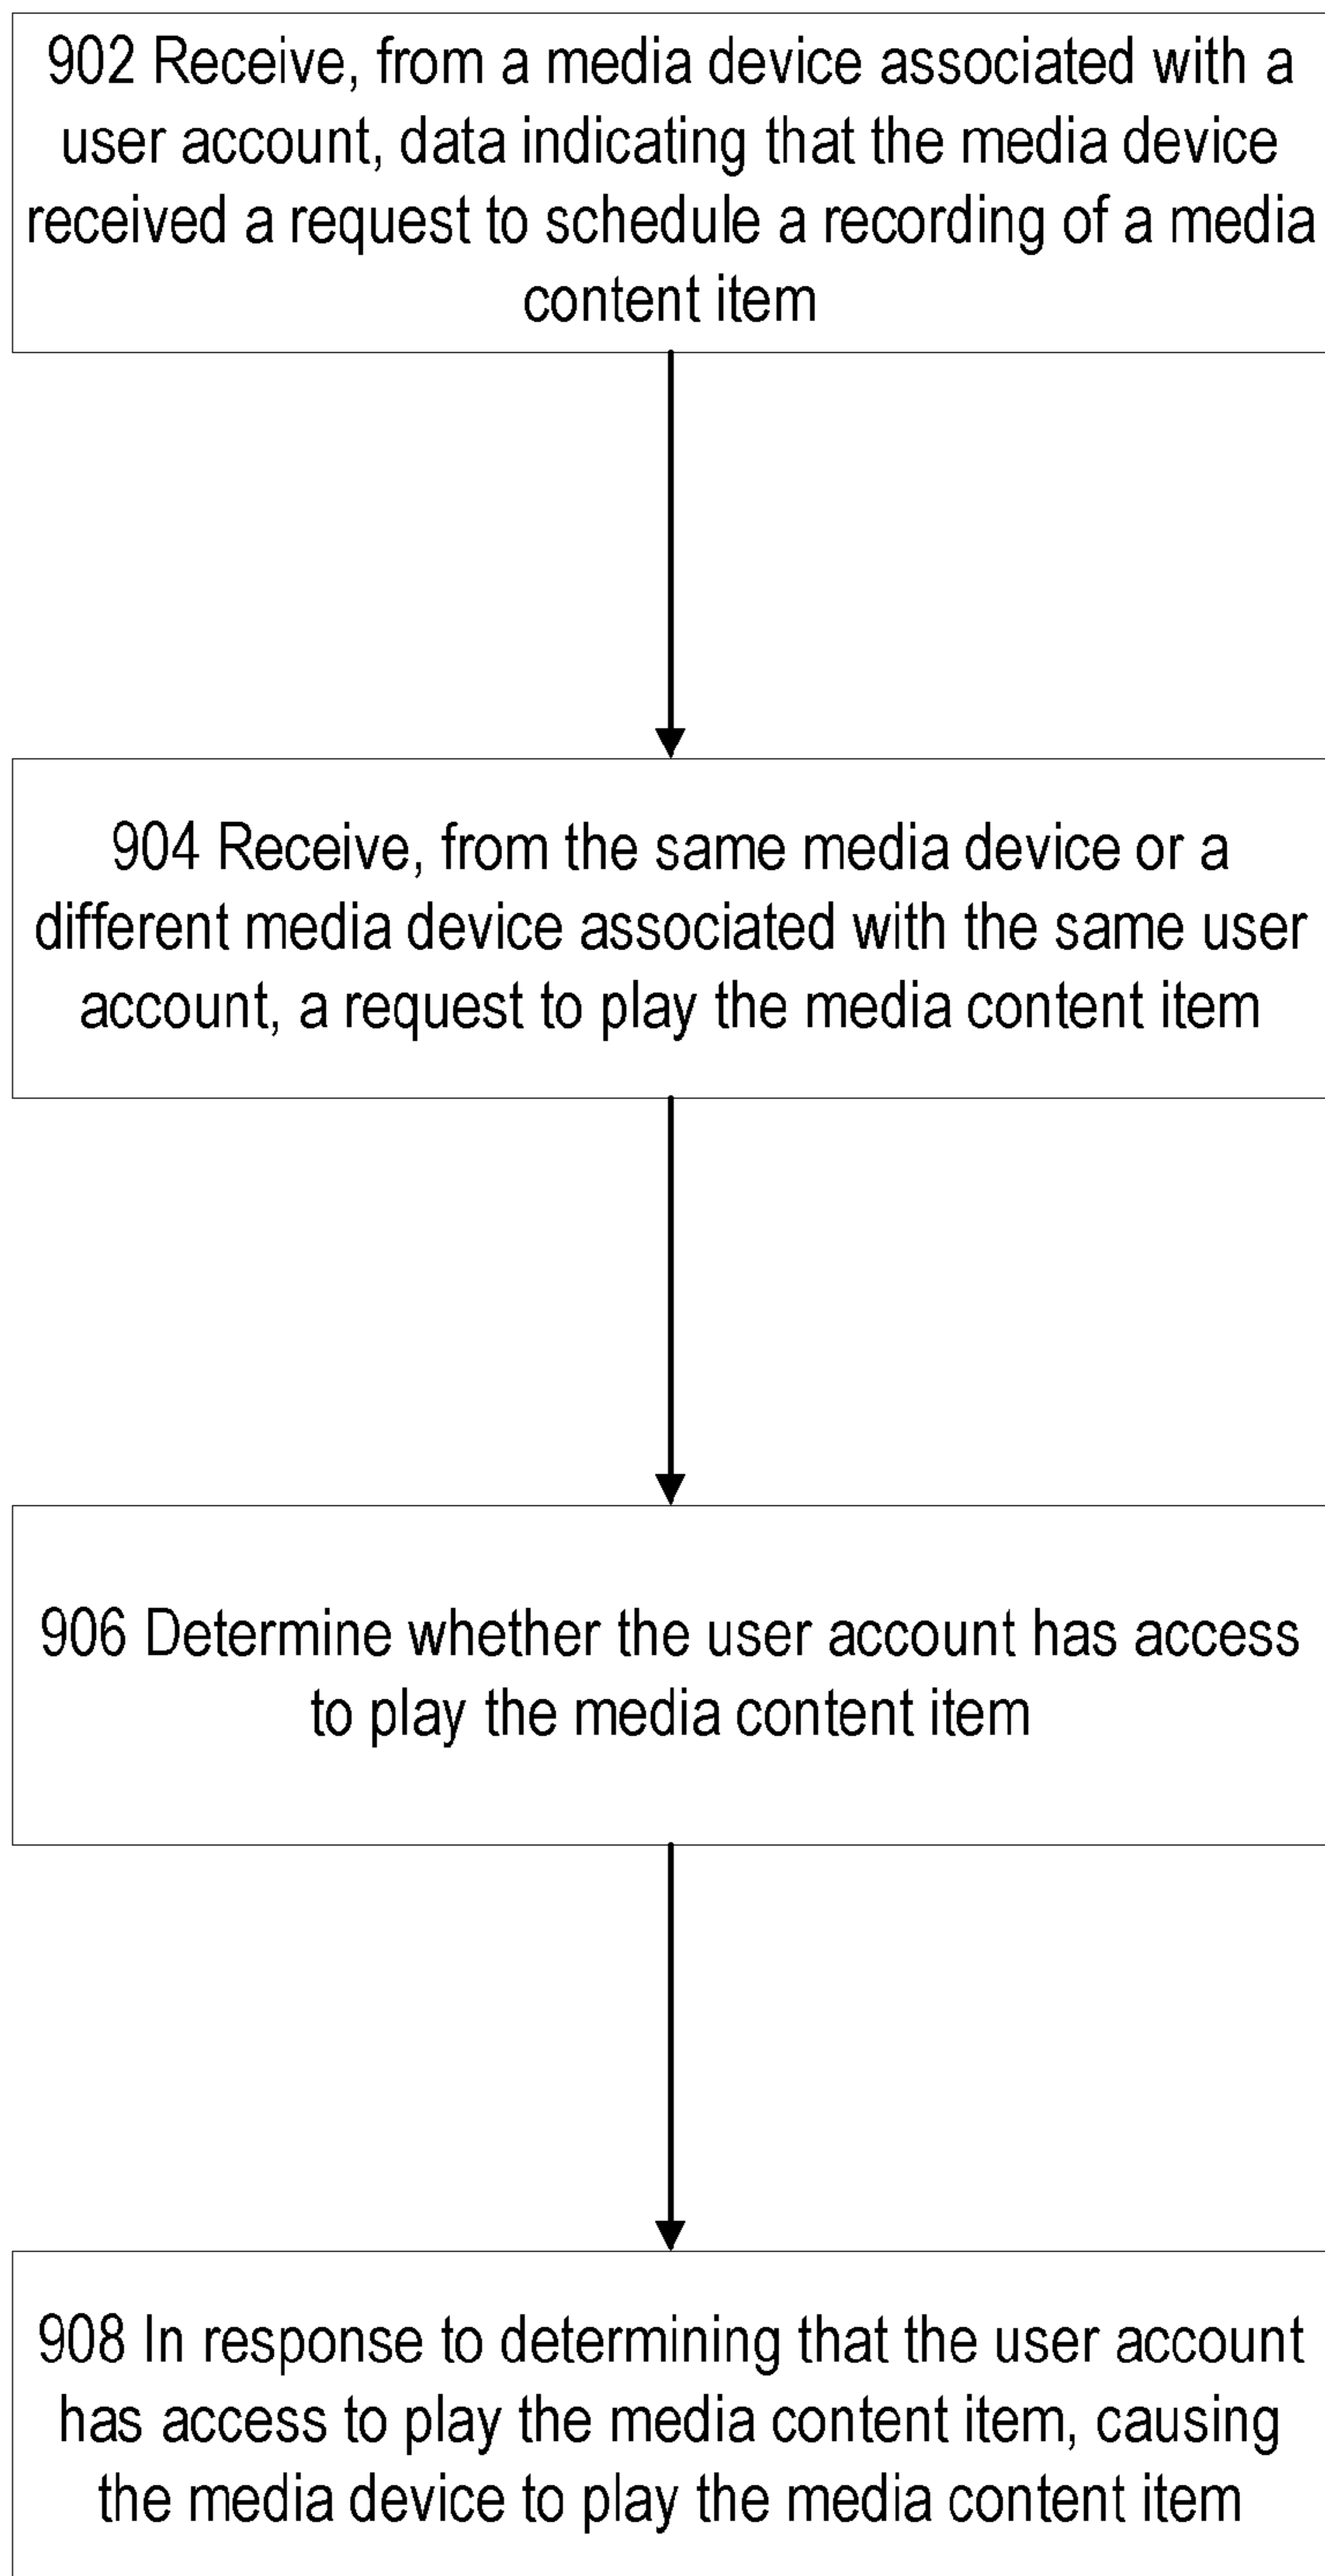 902 Receive, from a media device associated with a
user account, data indicating that the media device
received a request to schedule a recording of a media
content item
904 Receive, from the same media device or a
different media device associated with the same user
account, a request to play the media content item
906 Determine whether the user account has access
to play the media content item
908 In response to determining that the user account
has access to play the media content item, causing
the media device to play the media content item